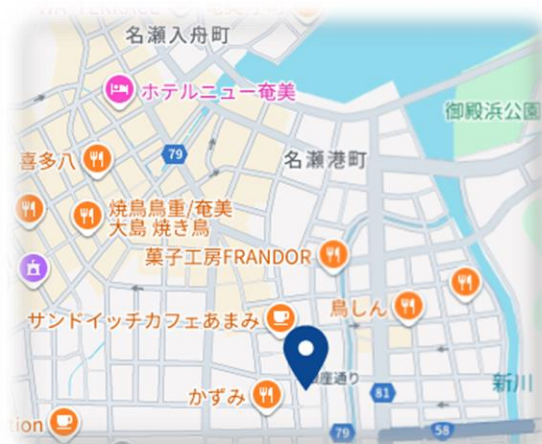 名瀬入舟町
ホテルニュー奄美
御殿浜公園
79
喜多八
名瀬港町
焼鳥鳥重/奄美
大島 焼き鳥
菓子工房FRANDOR
鳥しん
サンドイッチカフェあまみ
座通り
新川
かずみ
81
tion
79
58